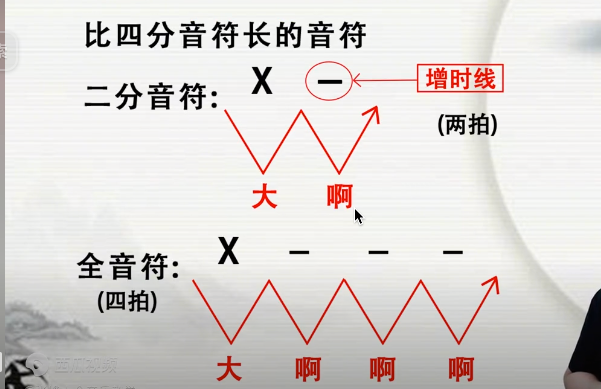 比四分音符长的音符
二分音符: X — 增时线
(两拍)
大 啊
全音符: X — — —
(四拍)
大 啊 啊 啊